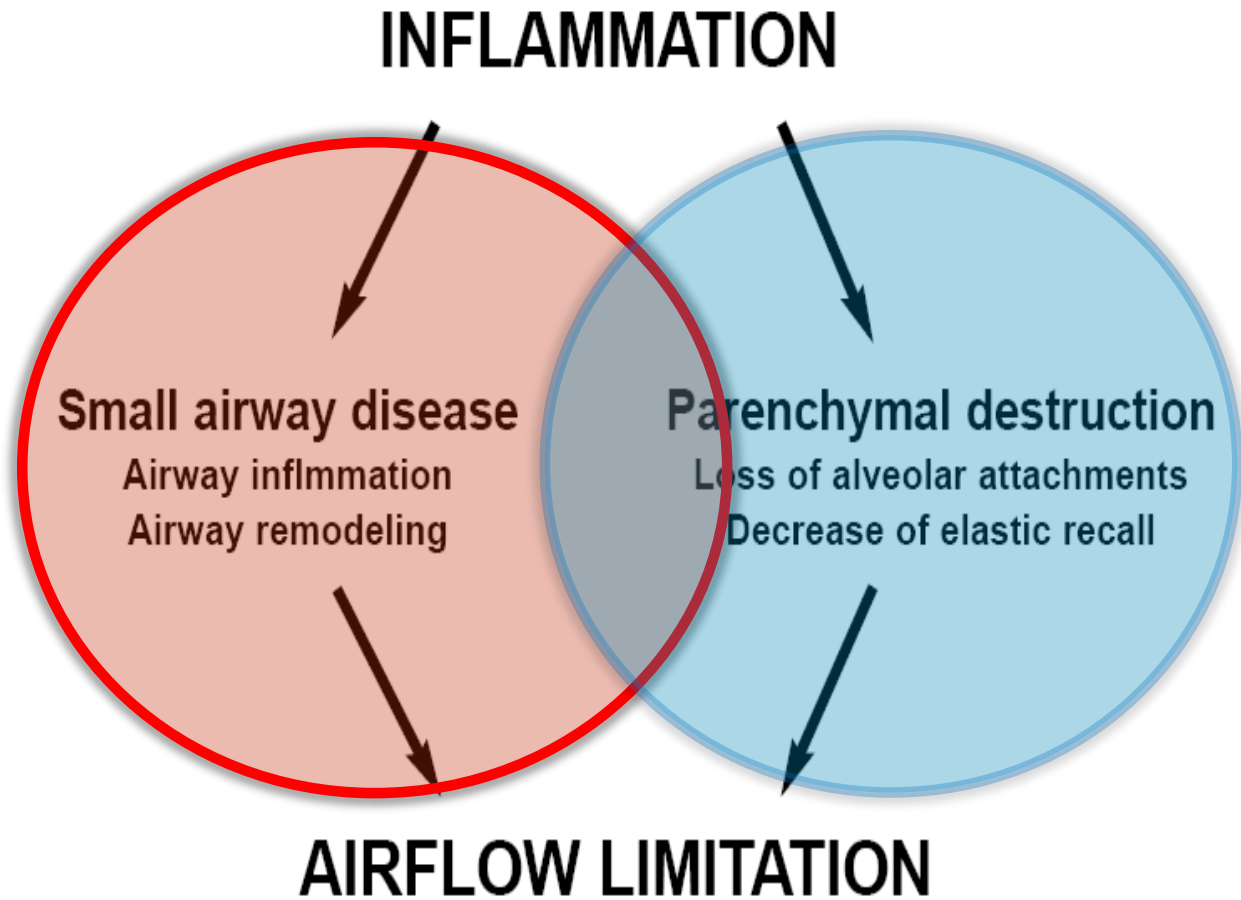 INFLAMMATION
Small airway disease
Airway inflmmation
Airway remodeling
Parenchymal destruction
Loss of alveolar attachments
Decrease of elastic recall
AIRFLOW LIMITATION